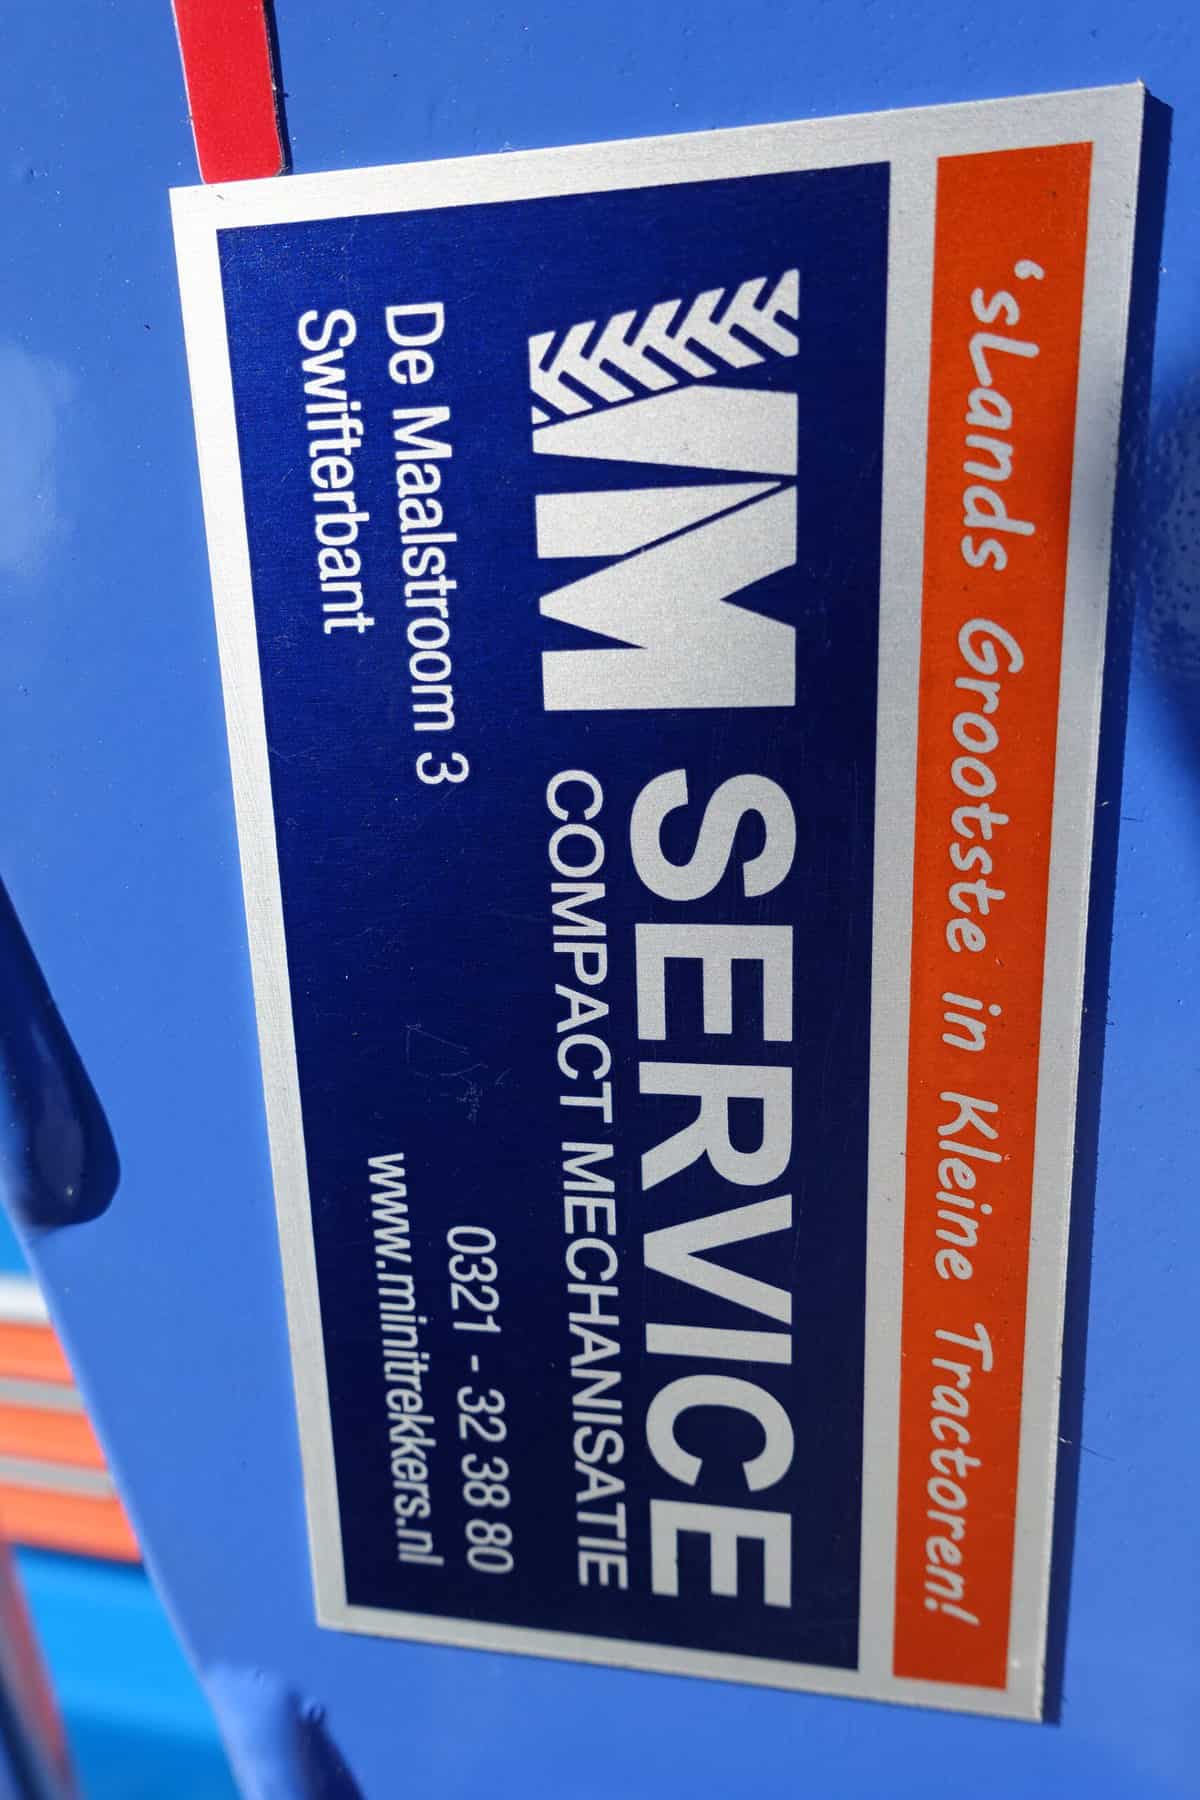 ‘sLands Grootste in Kleine Tractoren!
MM SERVICE
COMPACT MECHANISATIE
De Maalstroom 3
Swifterbant
0321 - 32 38 80
www.minitrekkers.nl